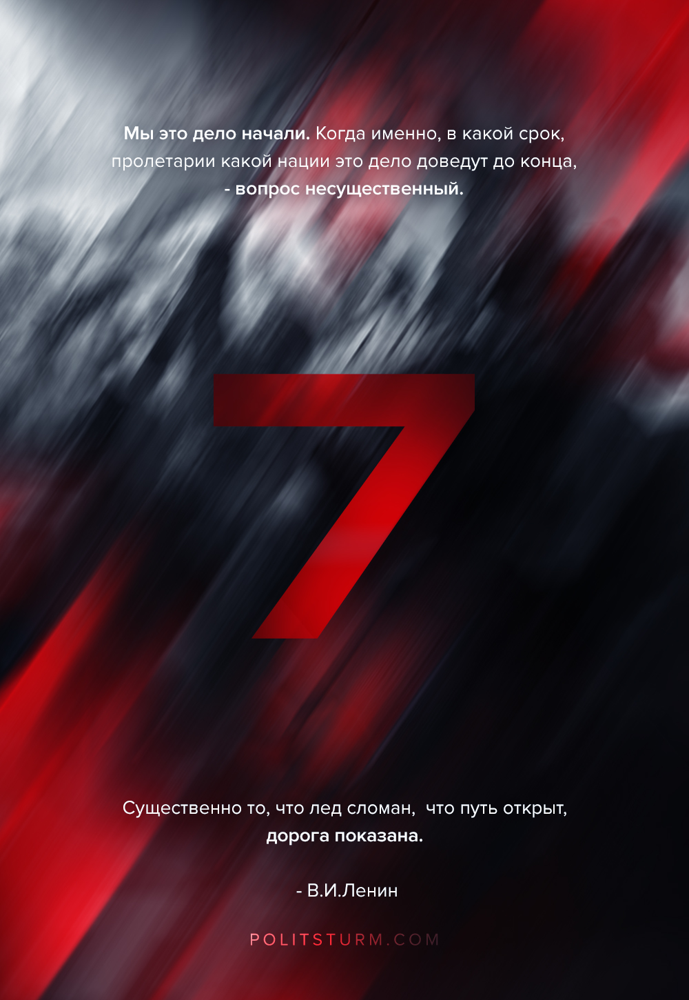 Мы это дело начали. Когда именно, в какой срок,
пролетарии какой нации это дело доведут до конца,
- вопрос несущественный.
7
Существенно то, что лед сломан,  что путь открыт,
дорога показана.
- В.И.Ленин
POLITSTURM.COM